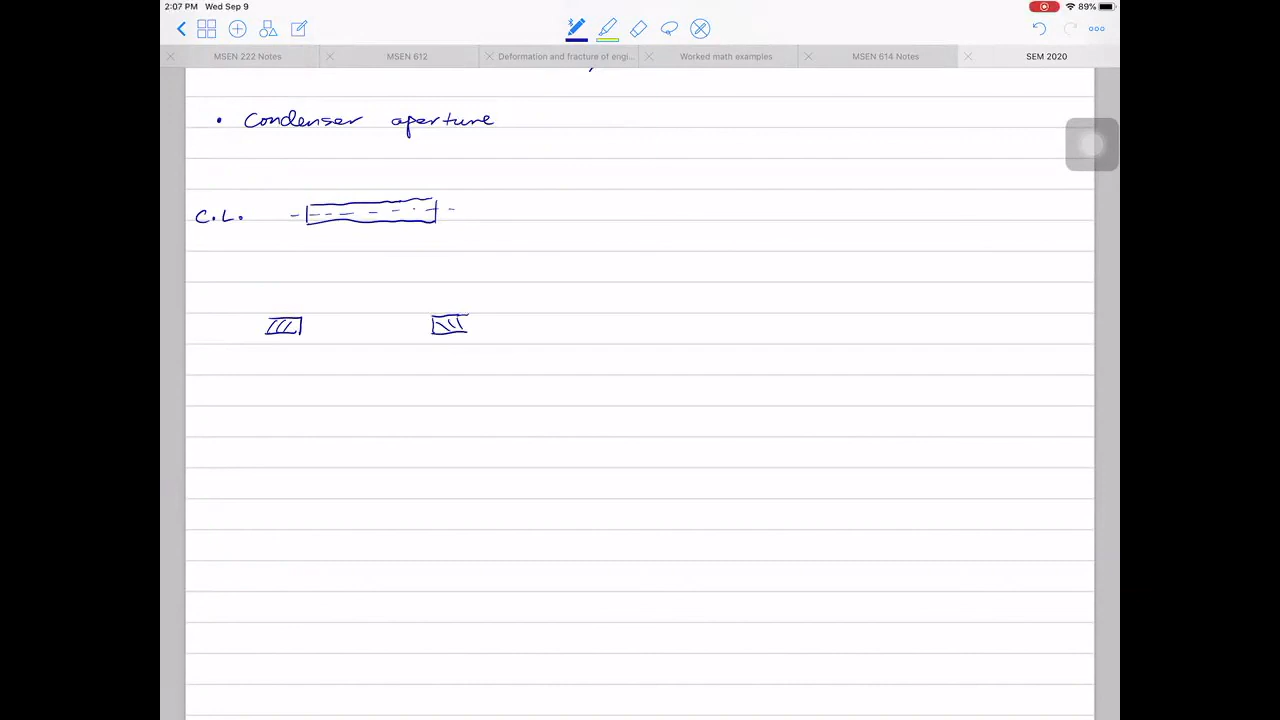 2:07 PM Wed Sep 9 89%
MSEN 222 Notes MSEN 612 Deformation and fracture of engi... Worked math examples MSEN 614 Notes SEM 2020
• Condenser aperture
C.L.